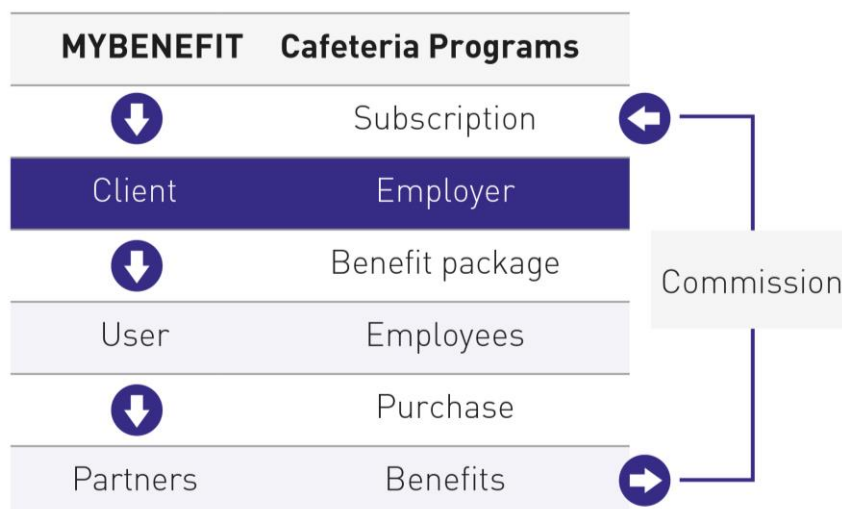 MYBENEFIT Cafeteria Programs
Subscription
Client Employer
Benefit package
Commission
User Employees
Purchase
Partners Benefits